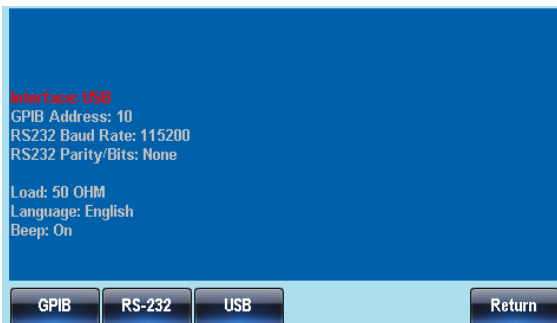 Interface: USB
GPIB Address: 10
RS232 Baud Rate: 115200
RS232 Parity/Bits: None
Load: 50 OHM
Language: English
Beep: On
GPIB RS-232 USB Return